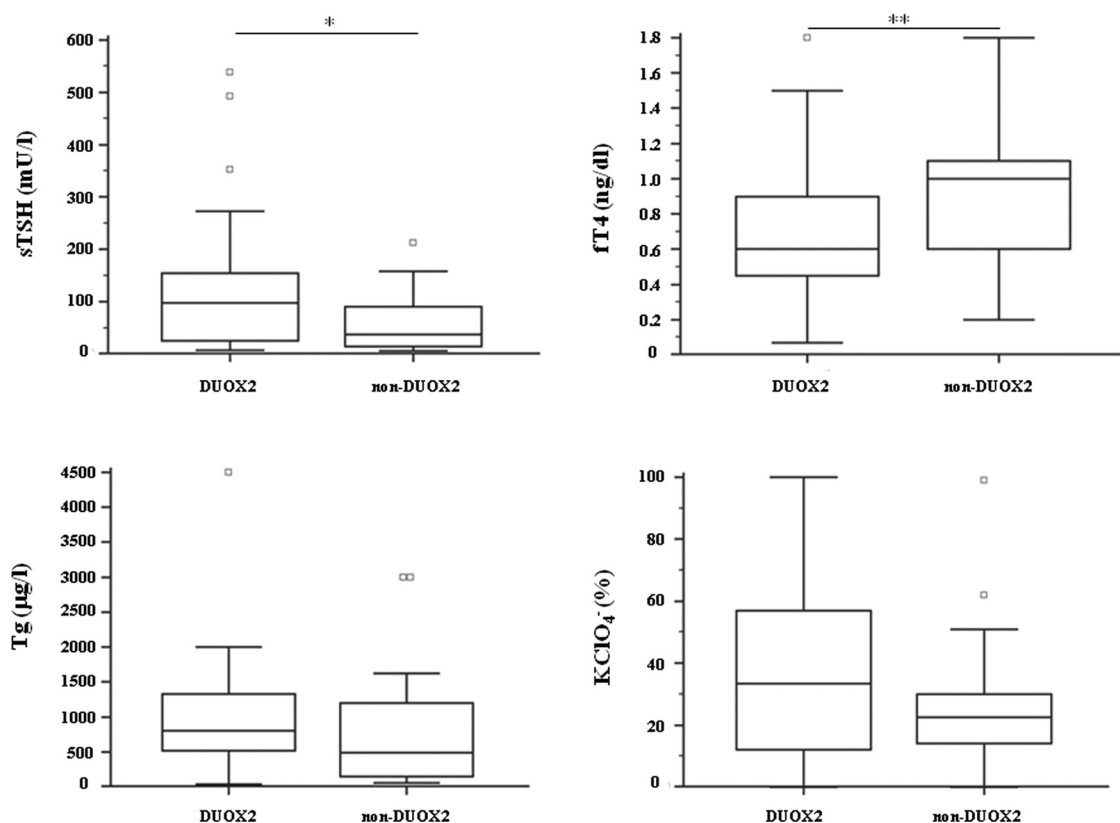 *
600
500
400
300
200
100
0
sTSH (mU/l)
DUOX2
non-DUOX2
**
1.8
1.6
1.4
1.2
1.0
0.8
0.6
0.4
0.2
0
fT4 (ng/dl)
DUOX2
non-DUOX2
4500
4000
3500
3000
2500
2000
1500
1000
500
0
Tg (µg/l)
DUOX2
non-DUOX2
100
80
60
40
20
0
KClO₄⁻ (%)
DUOX2
non-DUOX2